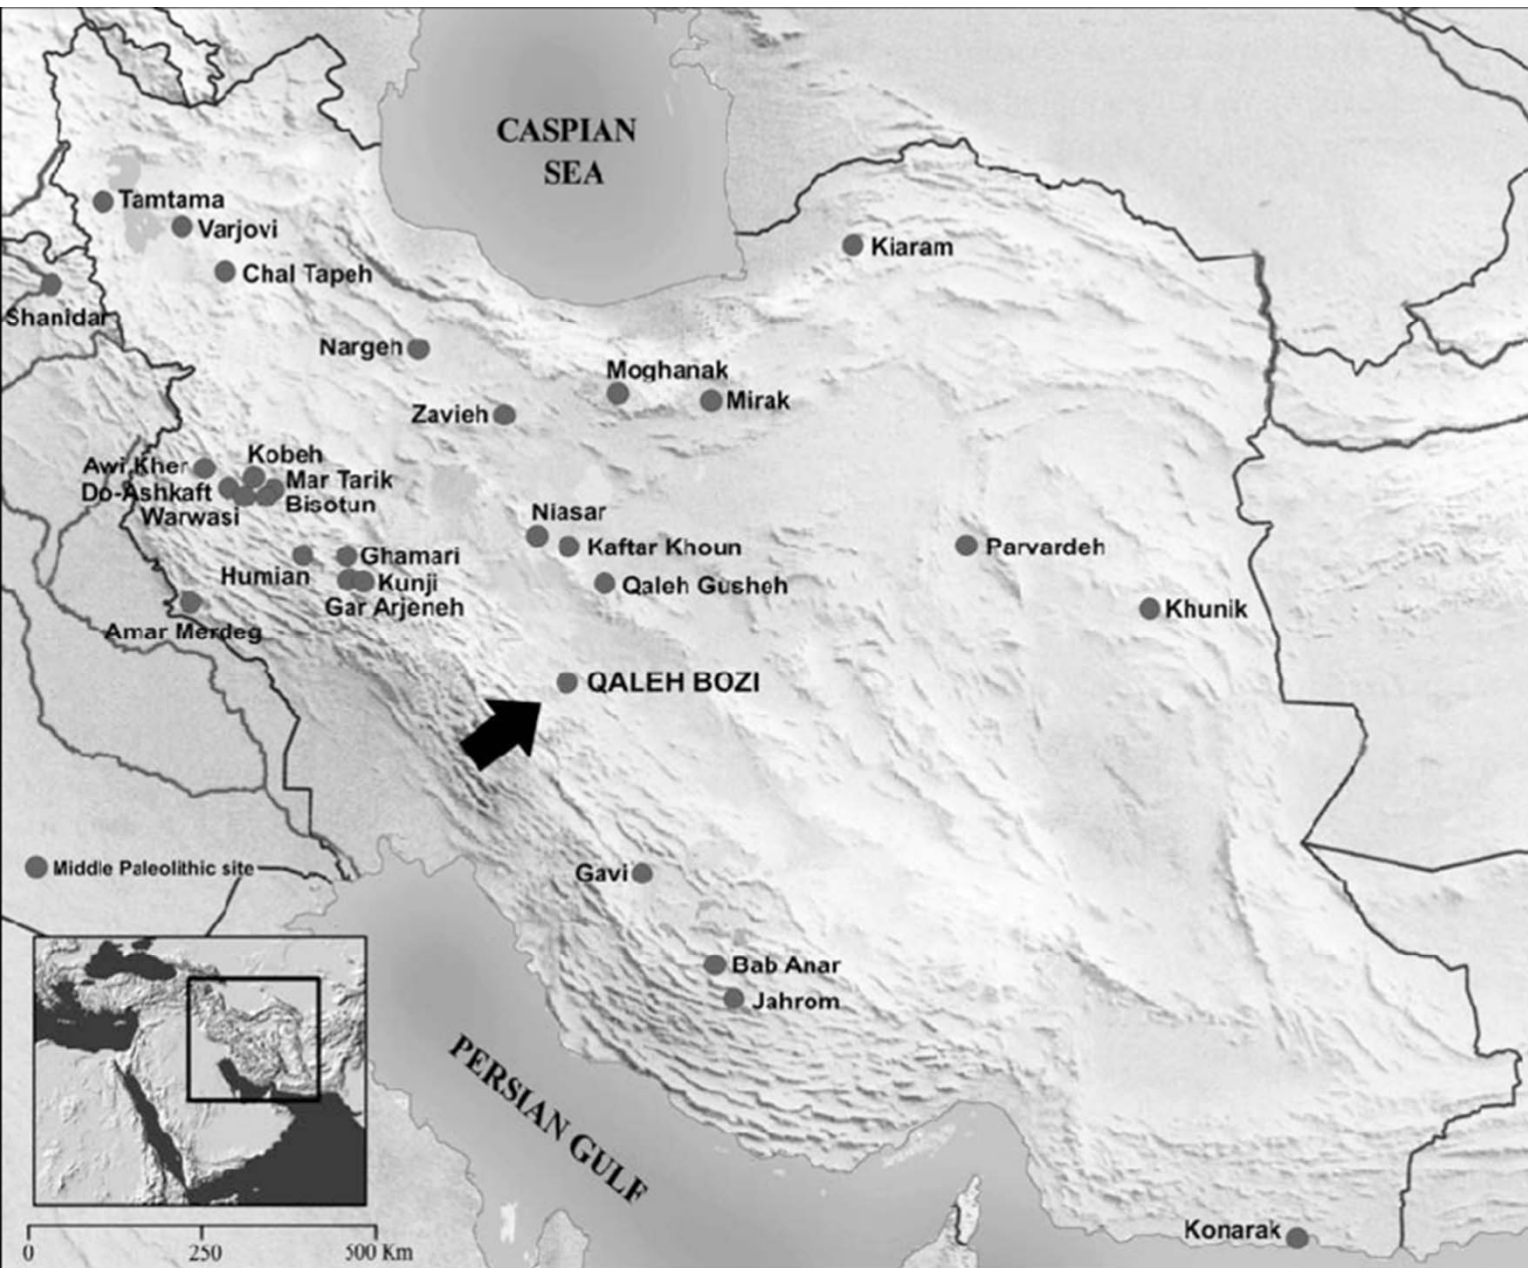 CASPIAN
SEA
Tamtama
Varjovi
Kiaram
Chal Tapeh
Shanidar
Nargeh
Moghanak
Mirak
Zavieh
Kobeh
Awi Kher
Mar Tarik
Do-Ashkaft
Bisotun
Warwasi
Niasar
Kaftar Khoun
Parvardeh
Ghamari
Humian
Kunji
Qaleh Gusheh
Gar Arjeneh
Khunik
Amar Merdeg
QALEH BOZI
Middle Paleolithic site
Gavi
Bab Anar
Jahrom
PERSIAN GULF
Konarak
0 250 500 Km